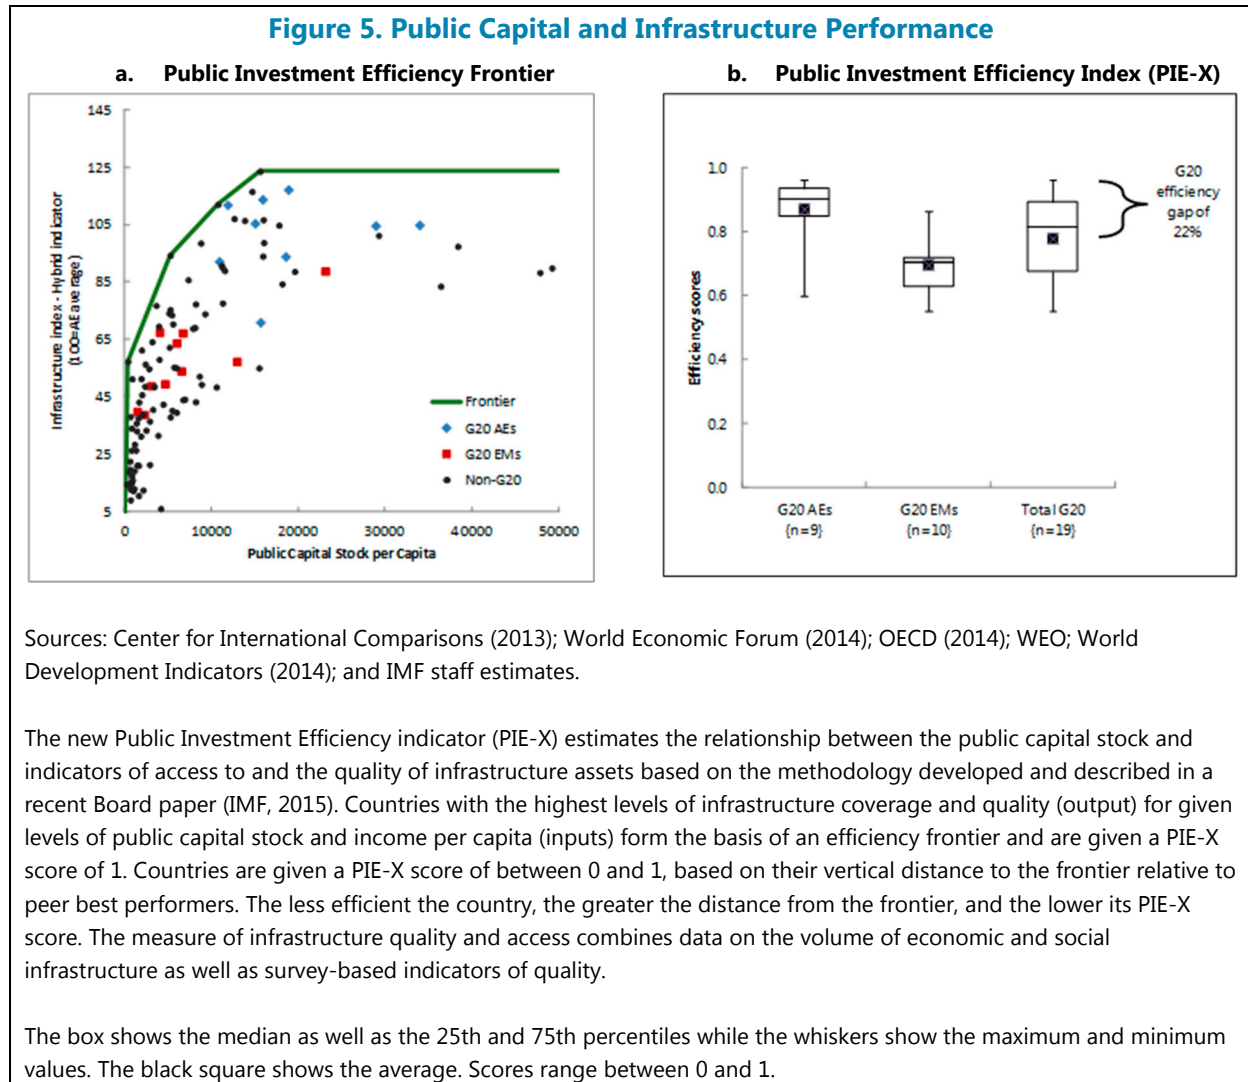 Figure 5. Public Capital and Infrastructure Performance
a. Public Investment Efficiency Frontier
145
125
105
85
65
45
25
5
Infrastructure index - Hybrid indicator
(100=AE average)
Frontier
G20 AEs
G20 EMs
Non-G20
0 10000 20000 30000 40000 50000
Public Capital Stock per Capita
b. Public Investment Efficiency Index (PIE-X)
1.0
0.8
0.6
0.4
0.2
0.0
Efficiency scores
G20
efficiency
gap of
22%
G20 AEs G20 EMs Total G20
{n=9} {n=10} {n=19}
Sources: Center for International Comparisons (2013); World Economic Forum (2014); OECD (2014); WEO; World
Development Indicators (2014); and IMF staff estimates.
The new Public Investment Efficiency indicator (PIE-X) estimates the relationship between the public capital stock and
indicators of access to and the quality of infrastructure assets based on the methodology developed and described in a
recent Board paper (IMF, 2015). Countries with the highest levels of infrastructure coverage and quality (output) for given
levels of public capital stock and income per capita (inputs) form the basis of an efficiency frontier and are given a PIE-X
score of 1. Countries are given a PIE-X score of between 0 and 1, based on their vertical distance to the frontier relative to
peer best performers. The less efficient the country, the greater the distance from the frontier, and the lower its PIE-X
score. The measure of infrastructure quality and access combines data on the volume of economic and social
infrastructure as well as survey-based indicators of quality.
The box shows the median as well as the 25th and 75th percentiles while the whiskers show the maximum and minimum
values. The black square shows the average. Scores range between 0 and 1.